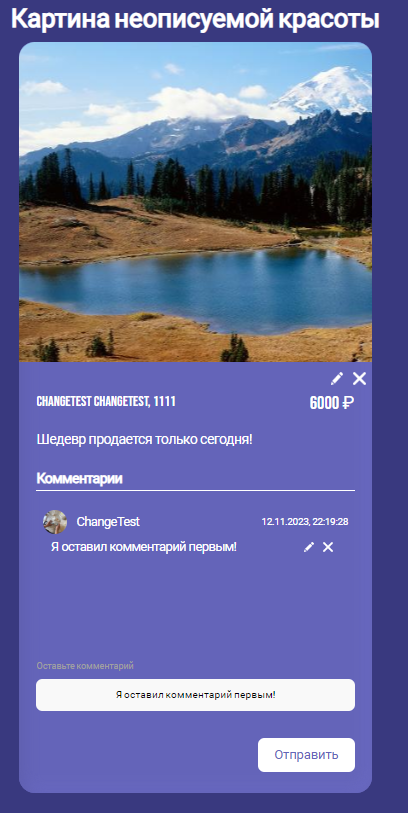 Картина неописуемой красоты
CHANGETEST CHANGETEST, 1111
6000 ₽
Шедевр продается только сегодня!
Комментарии
ChangeTest
12.11.2023, 22:19:28
Я оставил комментарий первым!
Оставьте комментарий
Я оставил комментарий первым!
Отправить